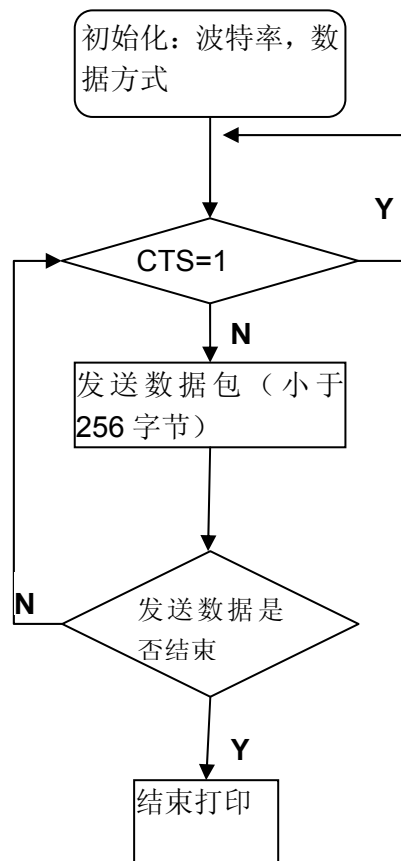 初始化：波特率，数
据方式
Y
CTS=1
N
发送数据包（小于
256 字节）
N
发送数据是
否结束
Y
结束打印